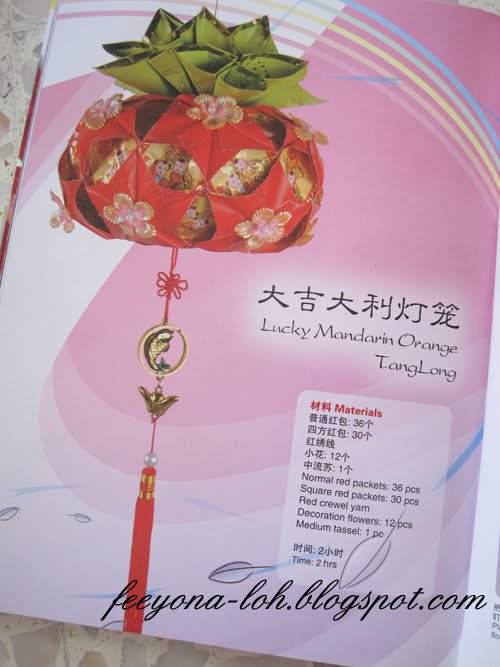 大吉大利灯笼
Lucky Mandarin Orange
TangLong
材料 Materials
普通红包: 36个
四方红包: 30个
红绣线
小花: 12个
中流苏: 1个
Normal red packets: 36 pcs
Square red packets: 30 pcs
Red crewel yarn
Decoration flowers: 12 pcs
Medium tassel: 1 pc
时间: 2小时
Time: 2 hrs
feeyona-loh.blogspot.com